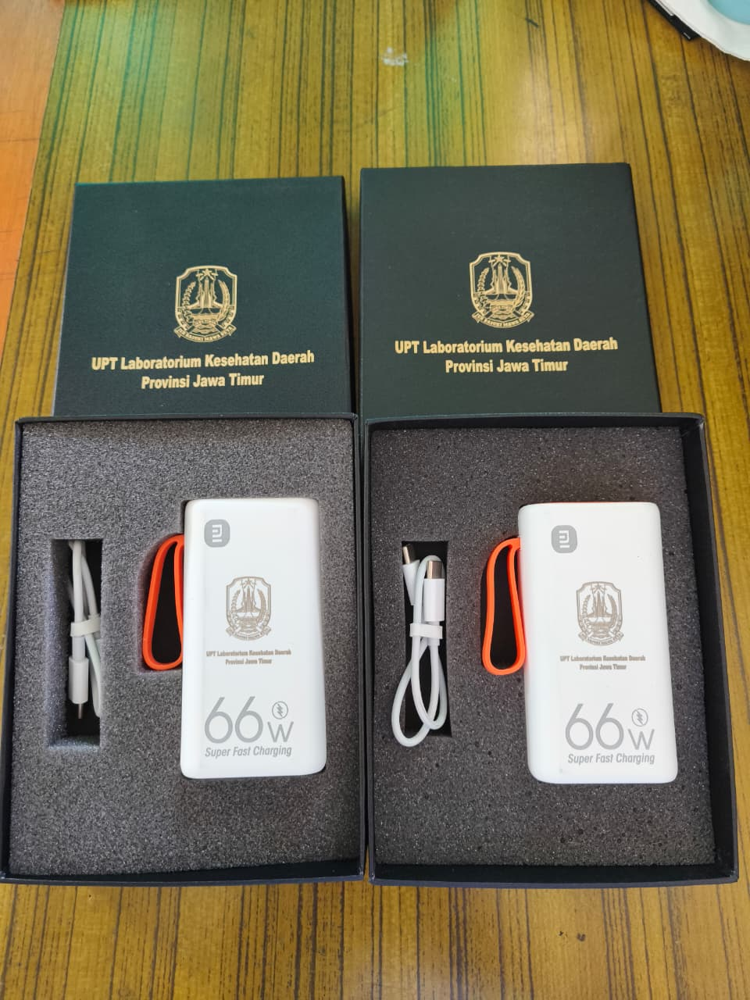 UPT Laboratorium Kesehatan Daerah
Provinsi Jawa Timur
UPT Laboratorium Kesehatan Daerah
Provinsi Jawa Timur
UPT Laboratorium Kesehatan Daerah
Provinsi Jawa Timur
66W
Super Fast Charging
UPT Laboratorium Kesehatan Daerah
Provinsi Jawa Timur
66W
Super Fast Charging